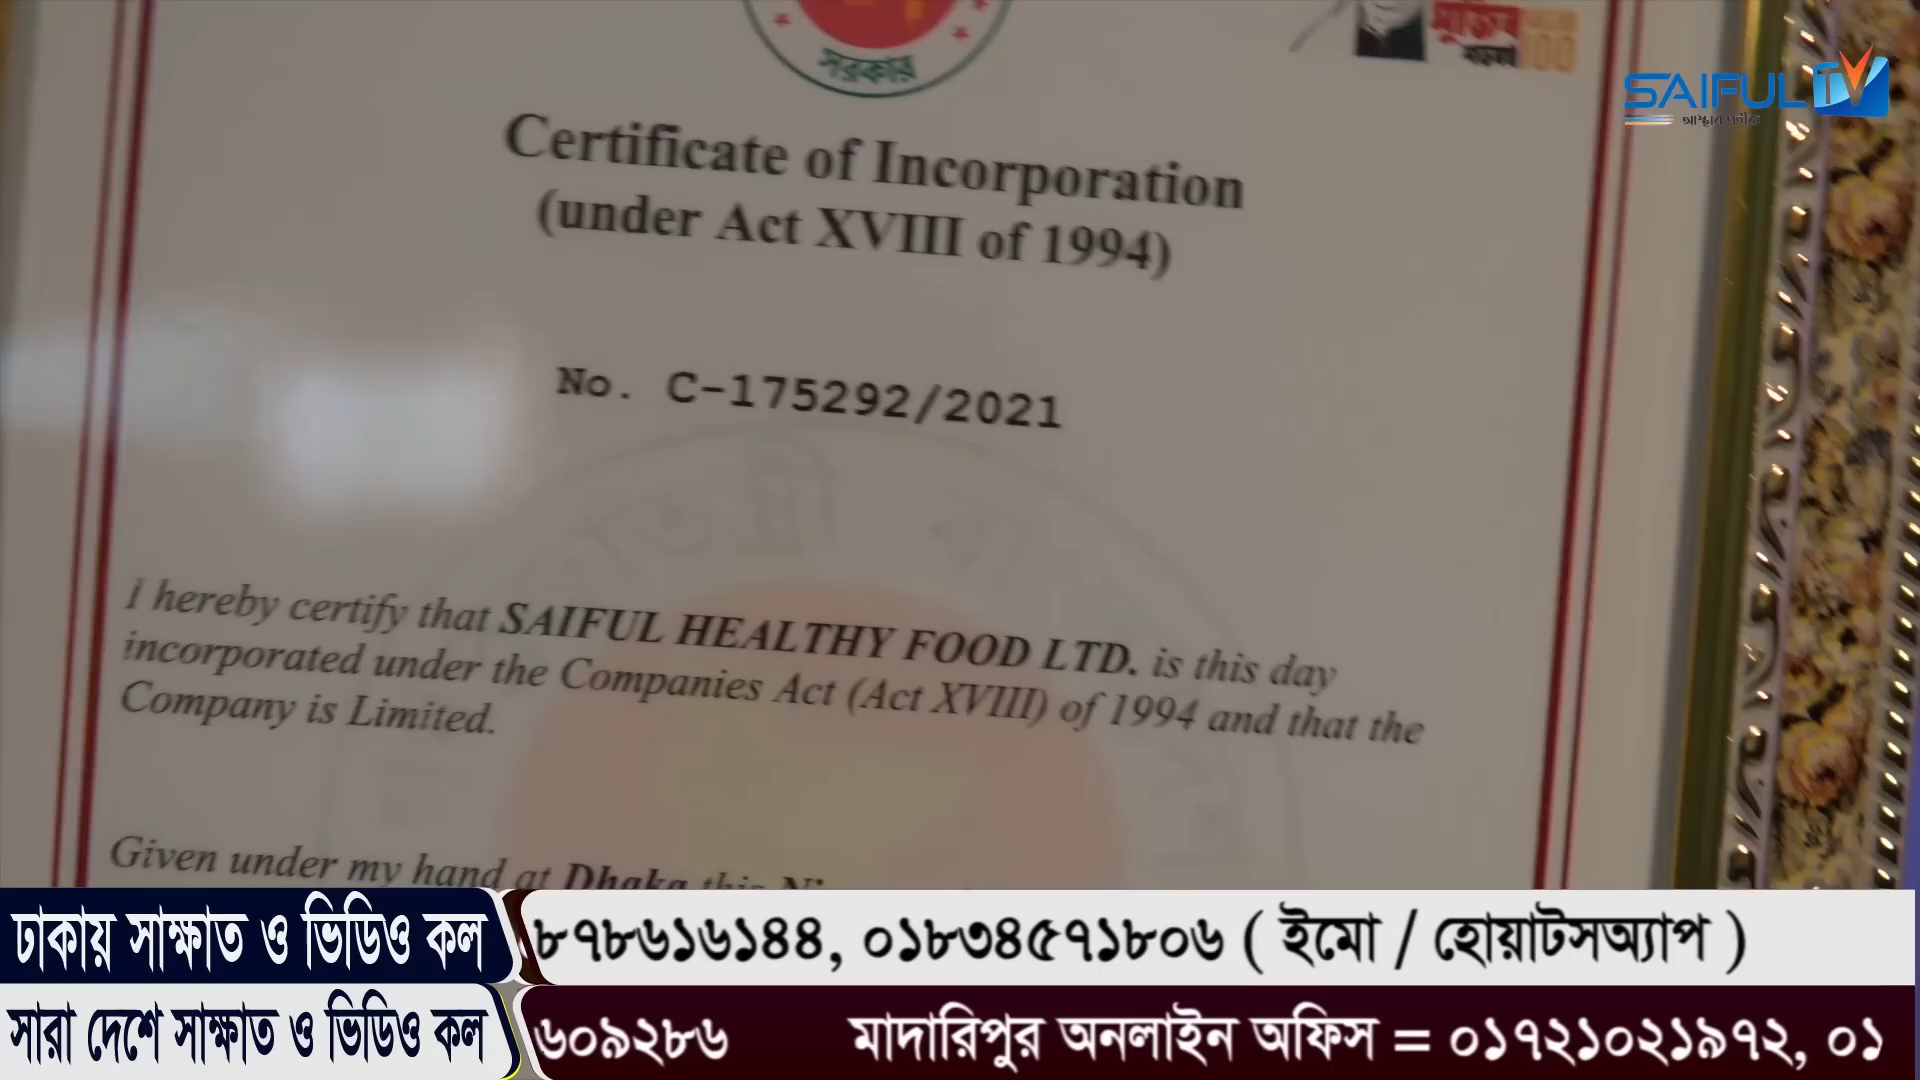 সরকার
SAIFUL TV
Certificate of Incorporation
(under Act XVIII of 1994)
No. C-175292/2021
I hereby certify that SAIFUL HEALTHY FOOD LTD. is this day
incorporated under the Companies Act (Act XVIII) of 1994 and that the
Company is Limited.
Given under my hand at Dhaka this
ঢাকায় সাক্ষাত ও ভিডিও কল ৮৭৮৬১৬১৪৪, ০১৮৩৪৫৭১৮০৬ ( ইমো / হোয়াটসঅ্যাপ )
সারা দেশে সাক্ষাত ও ভিডিও কল ৬০৯২৮৬ মাদারিপুর অনলাইন অফিস = ০১৭২১০২১৯৭২, ০১